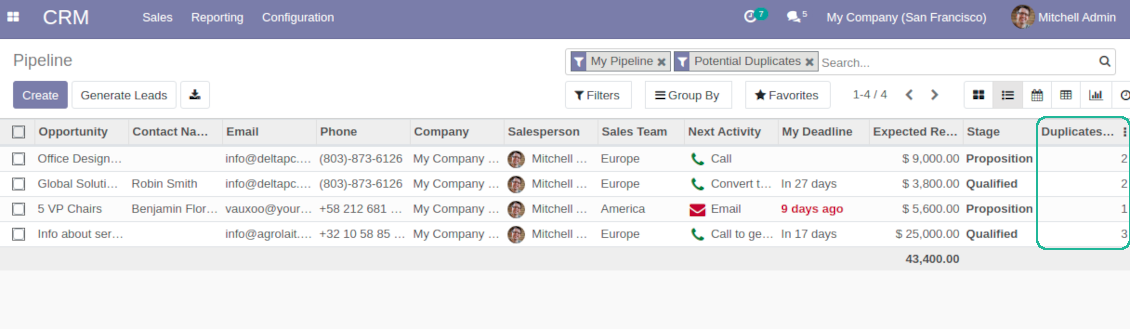 CRM Sales Reporting Configuration 7 5 My Company (San Francisco) Mitchell Admin
Pipeline My Pipeline Potential Duplicates Search...
Create Generate Leads Filters Group By Favorites 1-4 / 4
Opportunity Contact Na... Email Phone Company Salesperson Sales Team Next Activity My Deadline Expected Re... Stage Duplicates...
Office Design... info@deltapc.... (803)-873-6126 My Company ... Mitchell ... Europe Call $ 9,000.00 Proposition 2
Global Soluti... Robin Smith info@deltapc.... (803)-873-6126 My Company ... Mitchell ... Europe Convert t... In 27 days $ 3,800.00 Qualified 2
5 VP Chairs Benjamin Flor... vauxoo@your... +58 212 681 ... My Company ... Mitchell ... America Email 9 days ago $ 5,600.00 Proposition 1
Info about ser... info@agrolait.... +32 10 58 85 ... My Company ... Mitchell ... Europe Call to ge... In 17 days $ 25,000.00 Qualified 3
43,400.00